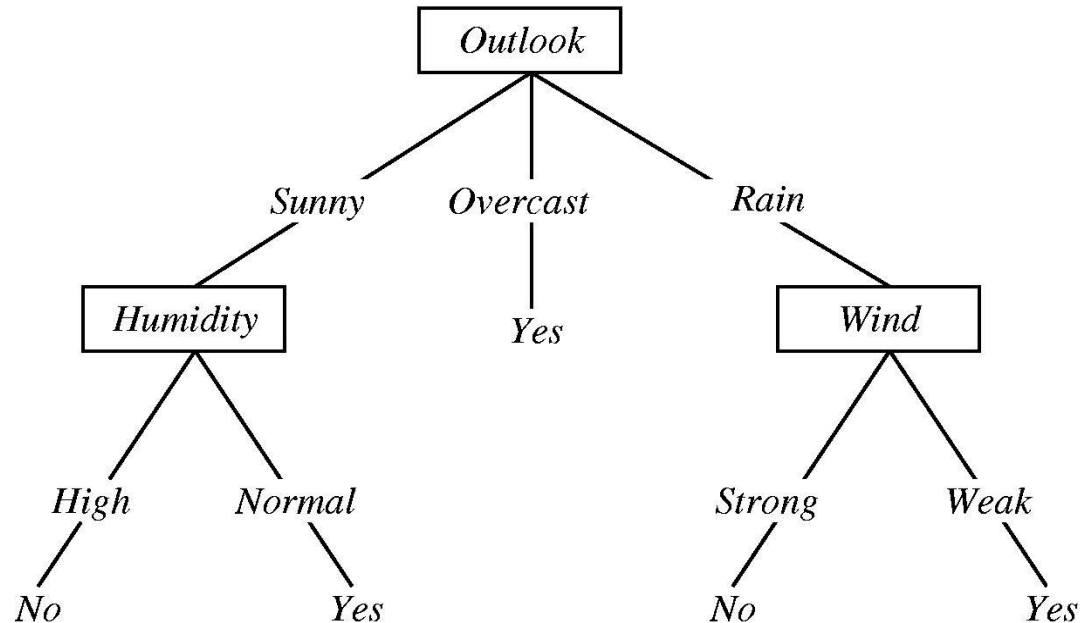 Outlook
Sunny Overcast Rain
Humidity Yes Wind
High Normal Strong Weak
No Yes No Yes